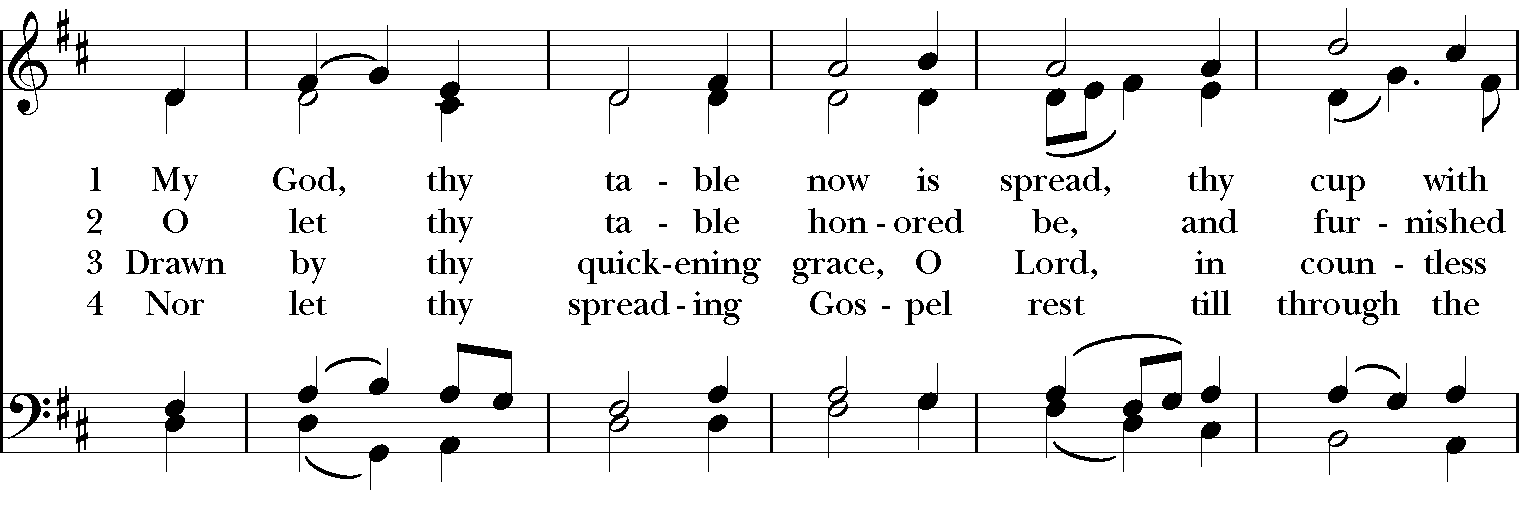 1 My God, thy ta - ble now is spread, thy cup with
2 O let thy ta - ble hon - ored be, and fur - nished
3 Drawn by thy quick-ening grace, O Lord, in coun - tless
4 Nor let thy spread - ing Gos - pel rest till through the